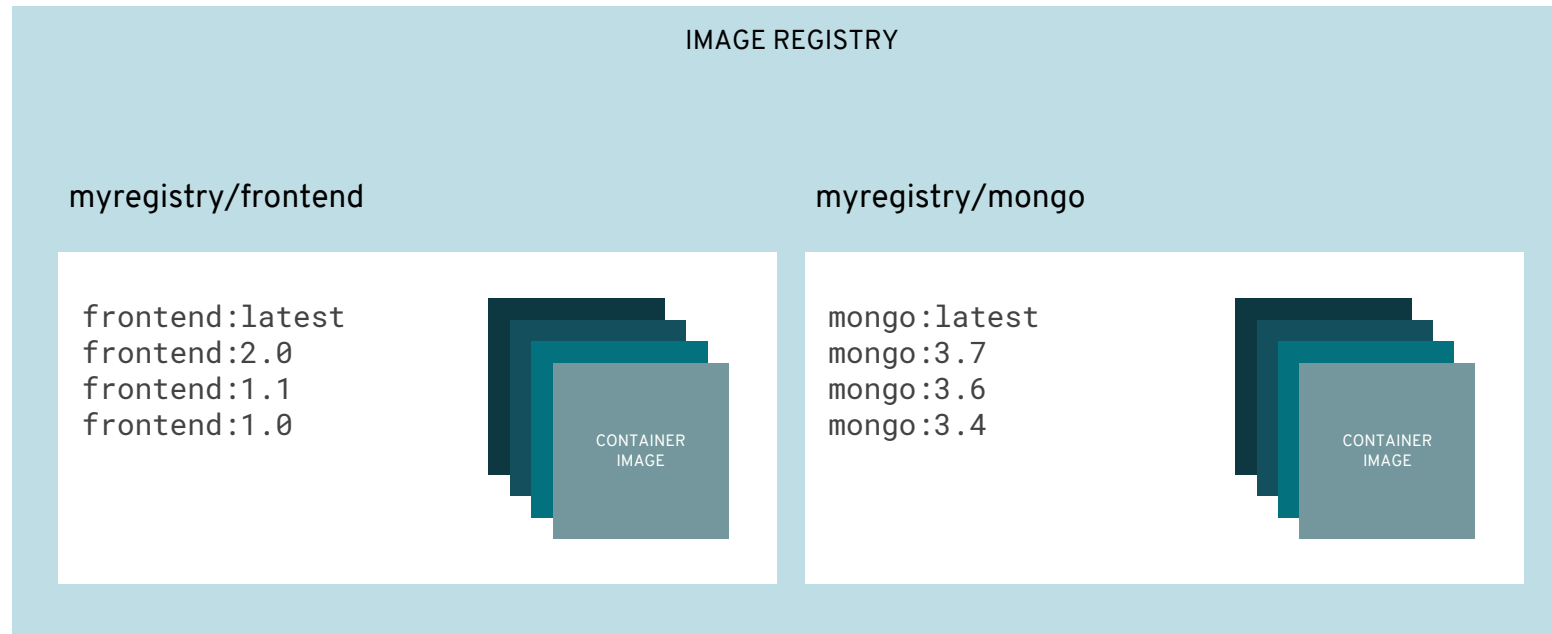 IMAGE REGISTRY
myregistry/frontend
frontend:latest
frontend:2.0
frontend:1.1
frontend:1.0
CONTAINER
IMAGE
myregistry/mongo
mongo:latest
mongo:3.7
mongo:3.6
mongo:3.4
CONTAINER
IMAGE